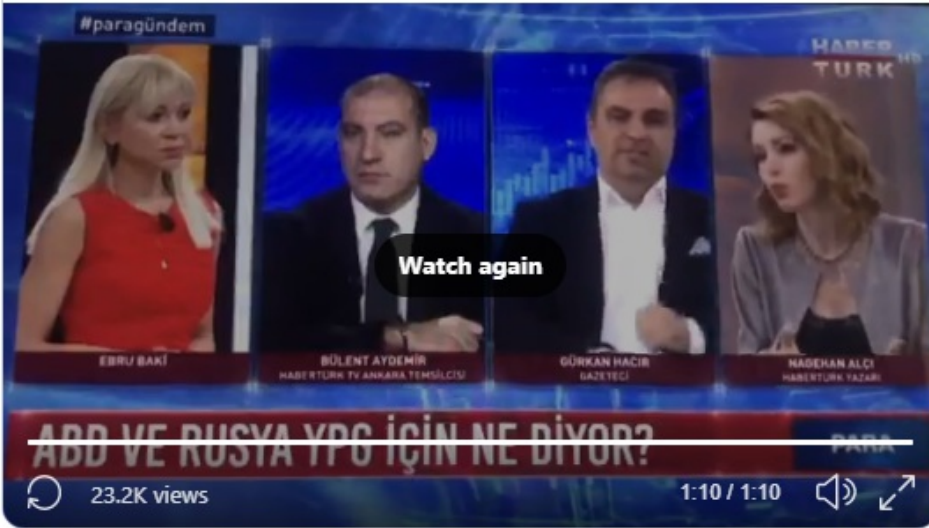 #paragündem
HABER
TURK HD
Watch again
EBRU BAKİ
BÜLENT AYDEMİR
HABERTÜRK TV ANKARA TEMSİLCİSİ
GÜRKAN HACIR
GAZETECİ
NAGEHAN ALÇI
HABERTÜRK YAZARI
ABD VE RUSYA YPG İÇİN NE DİYOR?
PARA
23.2K views
1:10 / 1:10